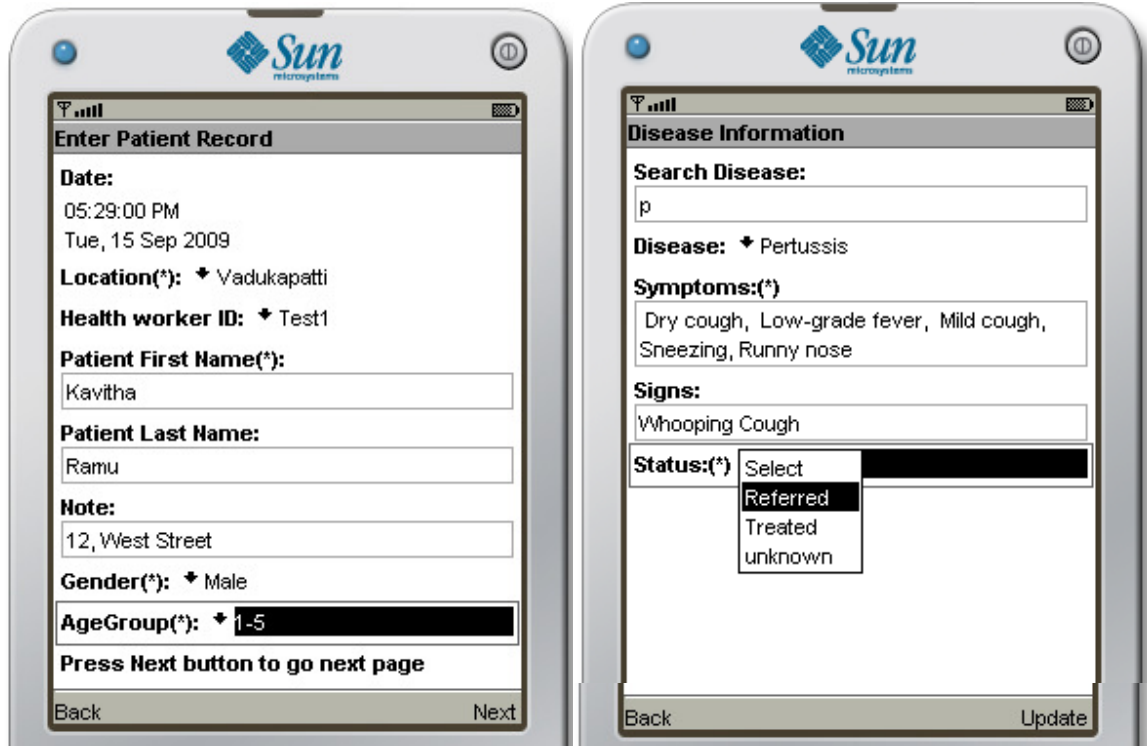 Sun
microsystems
Enter Patient Record
Date:
05:29:00 PM
Tue, 15 Sep 2009
Location(*): Vadukapatti
Health worker ID: Test1
Patient First Name(*):
Kavitha
Patient Last Name:
Ramu
Note:
12, West Street
Gender(*): Male
AgeGroup(*): 1-5
Press Next button to go next page
Back Next
Sun
microsystems
Disease Information
Search Disease:
p
Disease: Pertussis
Symptoms:(*)
Dry cough, Low-grade fever, Mild cough,
Sneezing, Runny nose
Signs:
Whooping Cough
Status:(*) Select
Referred
Treated
unknown
Back Update